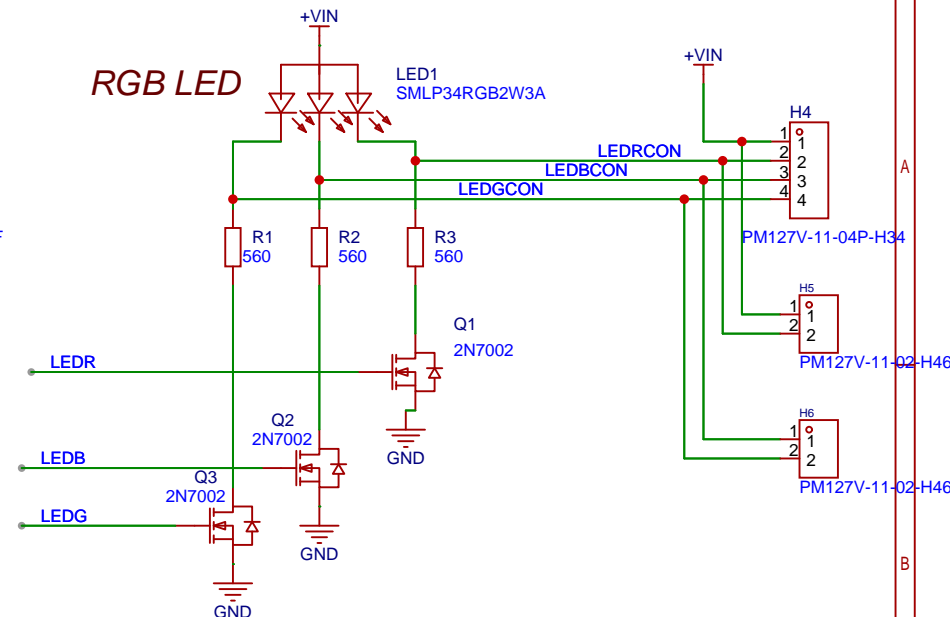 +VIN
RGB LED
LED1
SMLP34RGB2W3A
+VIN
H4
1
1
2
2
3
3
4
4
PM127V-11-04P-H34
LEDRCON
LEDBCON
LEDGCON
A
R1
560
R2
560
R3
560
H5
1
1
2
2
PM127V-11-02-H46
Q1
2N7002
LEDR
GND
H6
1
1
2
2
PM127V-11-02-H46
Q2
2N7002
LEDB
GND
Q3
2N7002
LEDG
GND
B